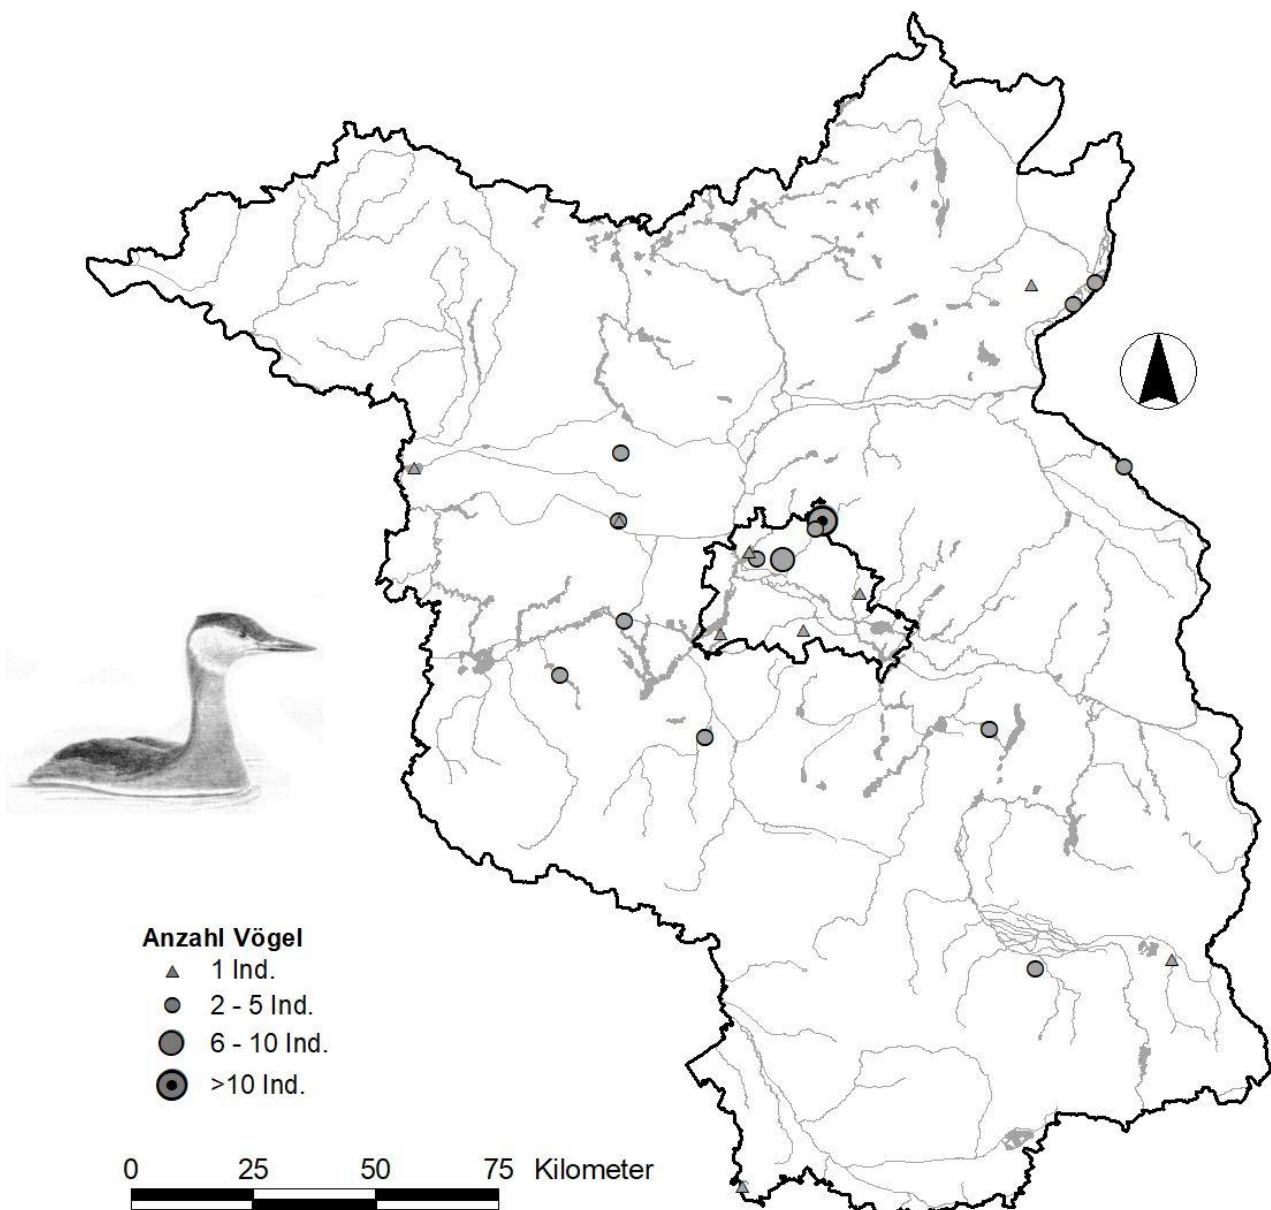 Anzahl Vögel
1 Ind.
2 - 5 Ind.
6 - 10 Ind.
>10 Ind.
0 25 50 75 Kilometer